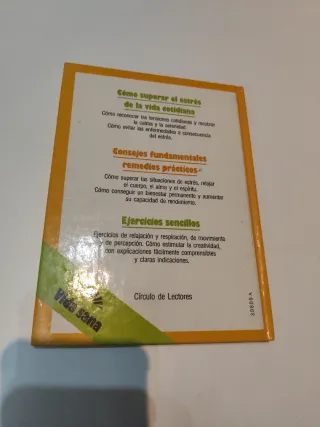 Cómo superar el estrés
de la vida cotidiana
Cómo reconocer las tensiones cotidianas y recobrar
la calma y la serenidad.
Cómo evitar las enfermedades a consecuencia
del estrés.
Consejos fundamentales
remedios prácticos
Cómo superar las situaciones de estrés, relajar
el cuerpo, el alma y el espíritu.
Cómo conseguir un bienestar permanente y aumentar
su capacidad de rendimiento.
Ejercicios sencillos
Ejercicios de relajación y respiración, de movimiento
y de percepción. Cómo estimular la creatividad,
con explicaciones fácilmente comprensibles
y claras indicaciones.
Círculo de Lectores
Vida sana